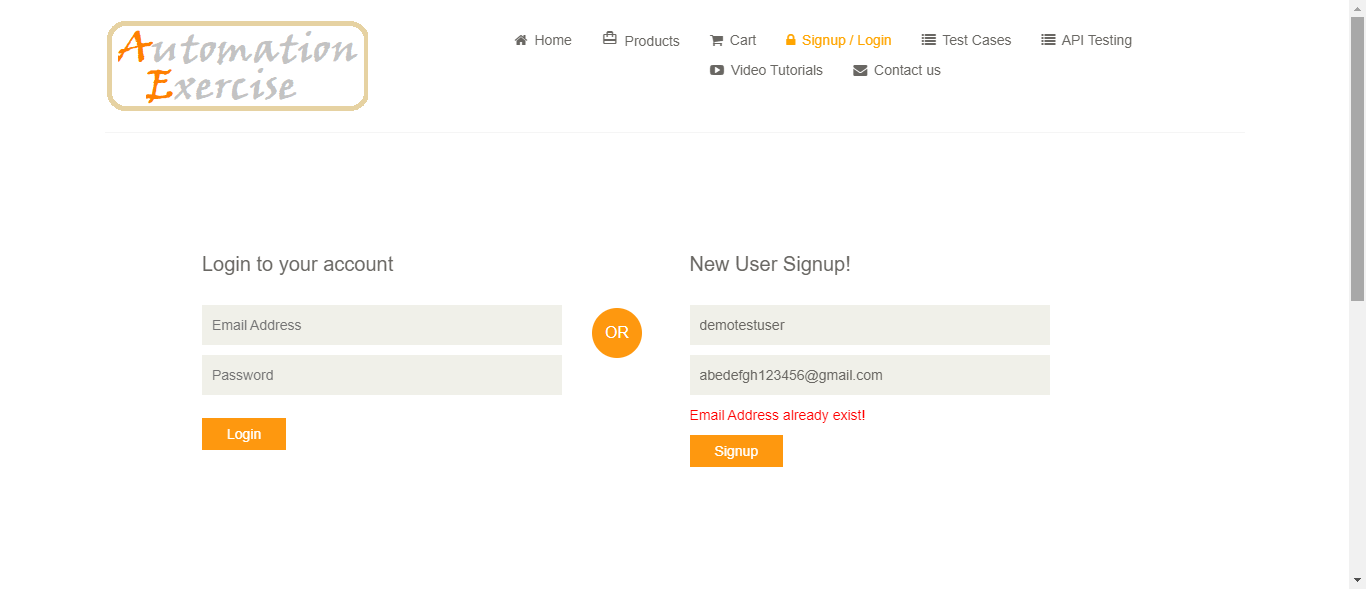 Automation
Exercise
Home Products Cart Signup / Login Test Cases API Testing
Video Tutorials Contact us
Login to your account
Email Address
Password
Login
OR
New User Signup!
demotestuser
abedefgh123456@gmail.com
Email Address already exist!
Signup